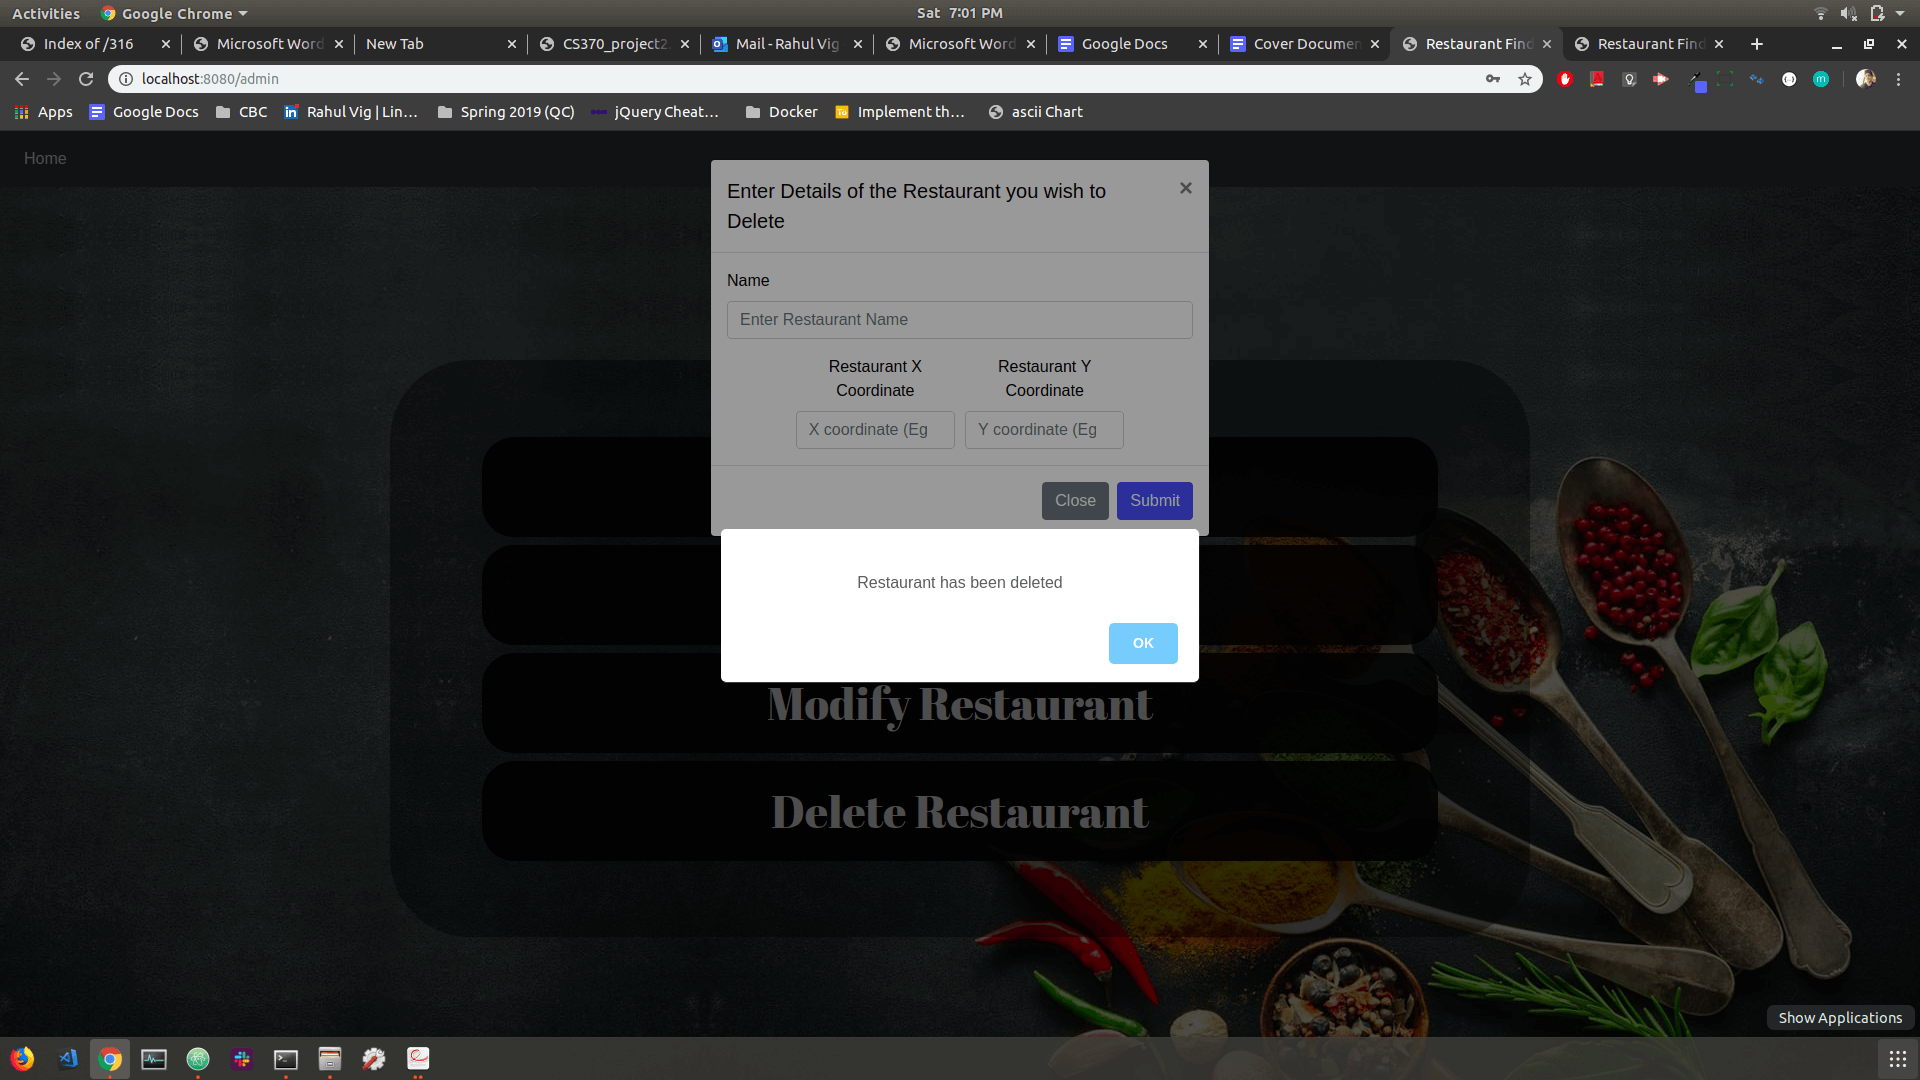 Activities Google Chrome Sat 7:01 PM
Index of /316 Microsoft Word New Tab CS370_project2. Mail - Rahul Vig Microsoft Word Google Docs Cover Documen Restaurant Find Restaurant Find
localhost:8080/admin
Apps Google Docs CBC Rahul Vig | Lin... Spring 2019 (QC) jQuery Cheat... Docker Implement th... ascii Chart
Home
Enter Details of the Restaurant you wish to
Delete
×
Name
Enter Restaurant Name
Restaurant X
Coordinate
Restaurant Y
Coordinate
X coordinate (Eg
Y coordinate (Eg
Close Submit
Restaurant has been deleted
OK
Modify Restaurant
Delete Restaurant
Show Applications